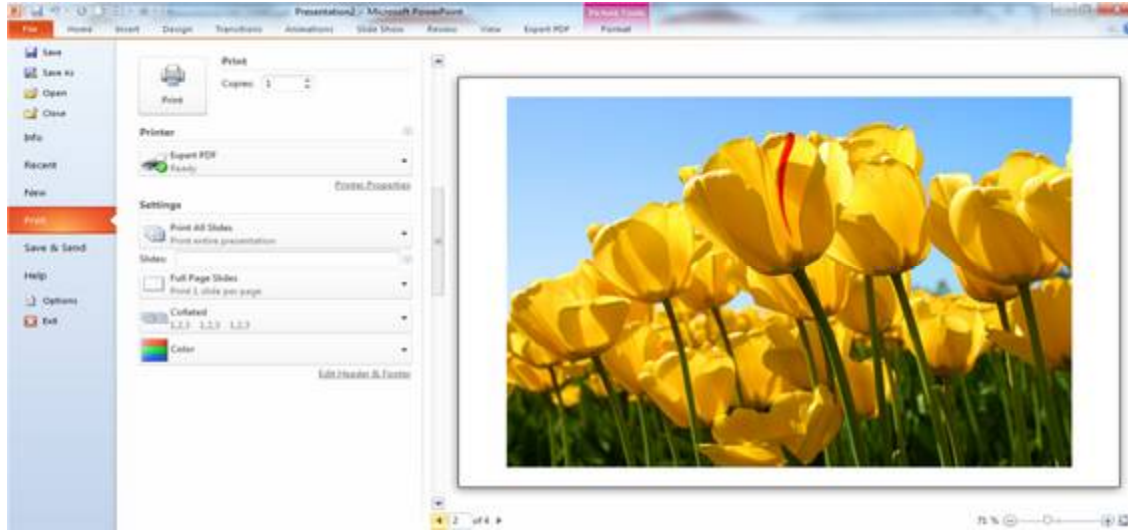 Presentation2 - Microsoft PowerPoint
Picture Tools
File Home Insert Design Transitions Animations Slide Show Review View Expert PDF Format
Save
Save As
Open
Close
Info
Recent
New
Print
Save & Send
Help
Options
Exit
Print
Copies: 1
Print
Printer
Expert PDF
Ready
Printer Properties
Settings
Print All Slides
Print entire presentation
Slides:
Full Page Slides
Print 1 slide per page
Collated
1,2,3 1,2,3 1,2,3
Color
Edit Header & Footer
2 of 4
71 %